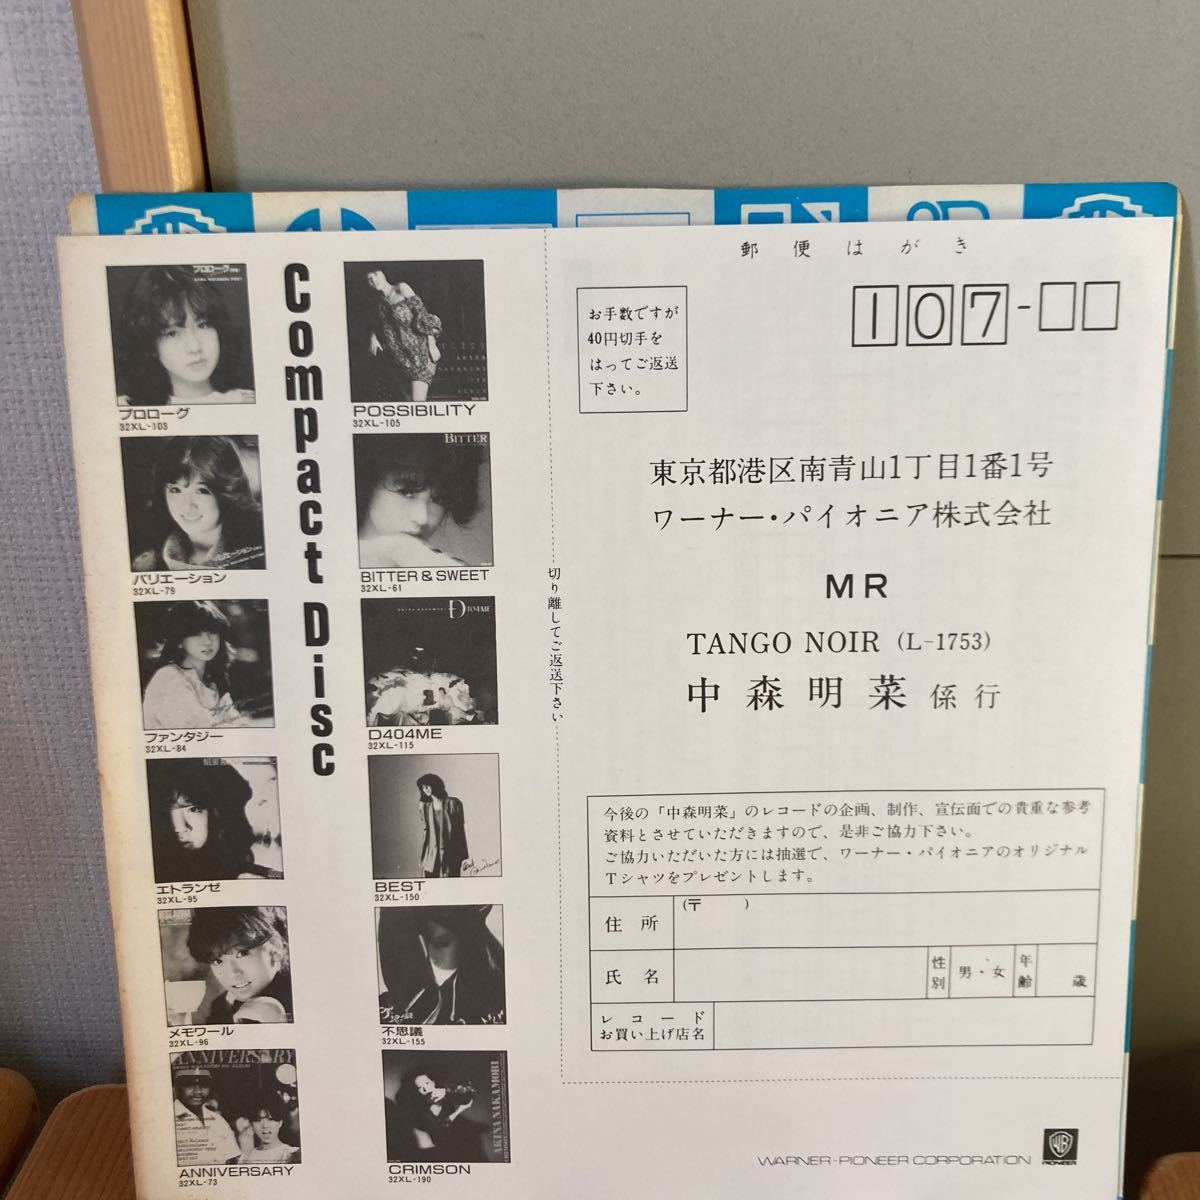 Compact Disc
プロローグ
32XL-103
バリエーション
32XL-79
ファンタジー
32XL-84
エトランゼ
32XL-95
メモワール
32XL-96
ANNIVERSARY
ANNIVERSARY
32XL-73
POSSIBILITY
32XL-105
BITTER
BITTER & SWEET
32XL-61
D404ME
D404ME
32XL-115
BEST
32XL-150
不思議
32XL-155
AKINA NAKAMORI
CRIMSON
32XL-190
切り離してご返送下さい
郵便はがき
お手数ですが
40円切手を
はってご返送
下さい。
107-
東京都港区南青山1丁目1番1号
ワーナー・パイオニア株式会社
MR
TANGO NOIR (L-1753)
中森明菜 係行
今後の「中森明菜」のレコードの企画、制作、宣伝面での貴重な参考
資料とさせていただきますので、是非ご協力下さい。
ご協力いただいた方には抽選で、ワーナー・パイオニアのオリジナル
Tシャツをプレゼントします。
住所 (〒 )
氏名 性別 男・女 年齢 歳
レコード
お買い上げ店名
WARNER-PIONEER CORPORATION
PIONEER